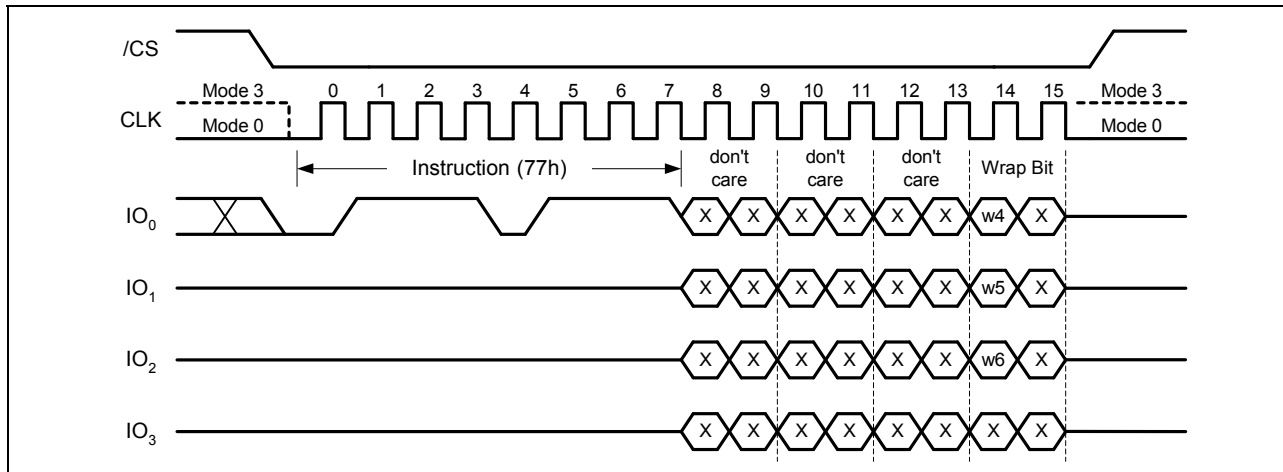 /CS
Mode 3 0 1 2 3 4 5 6 7 8 9 10 11 12 13 14 15 Mode 3
CLK
Mode 0 Mode 0
Instruction (77h) don't care don't care don't care Wrap Bit
IO0 X X X X X X w4 X
IO1 X X X X X X w5 X
IO2 X X X X X X w6 X
IO3 X X X X X X X X